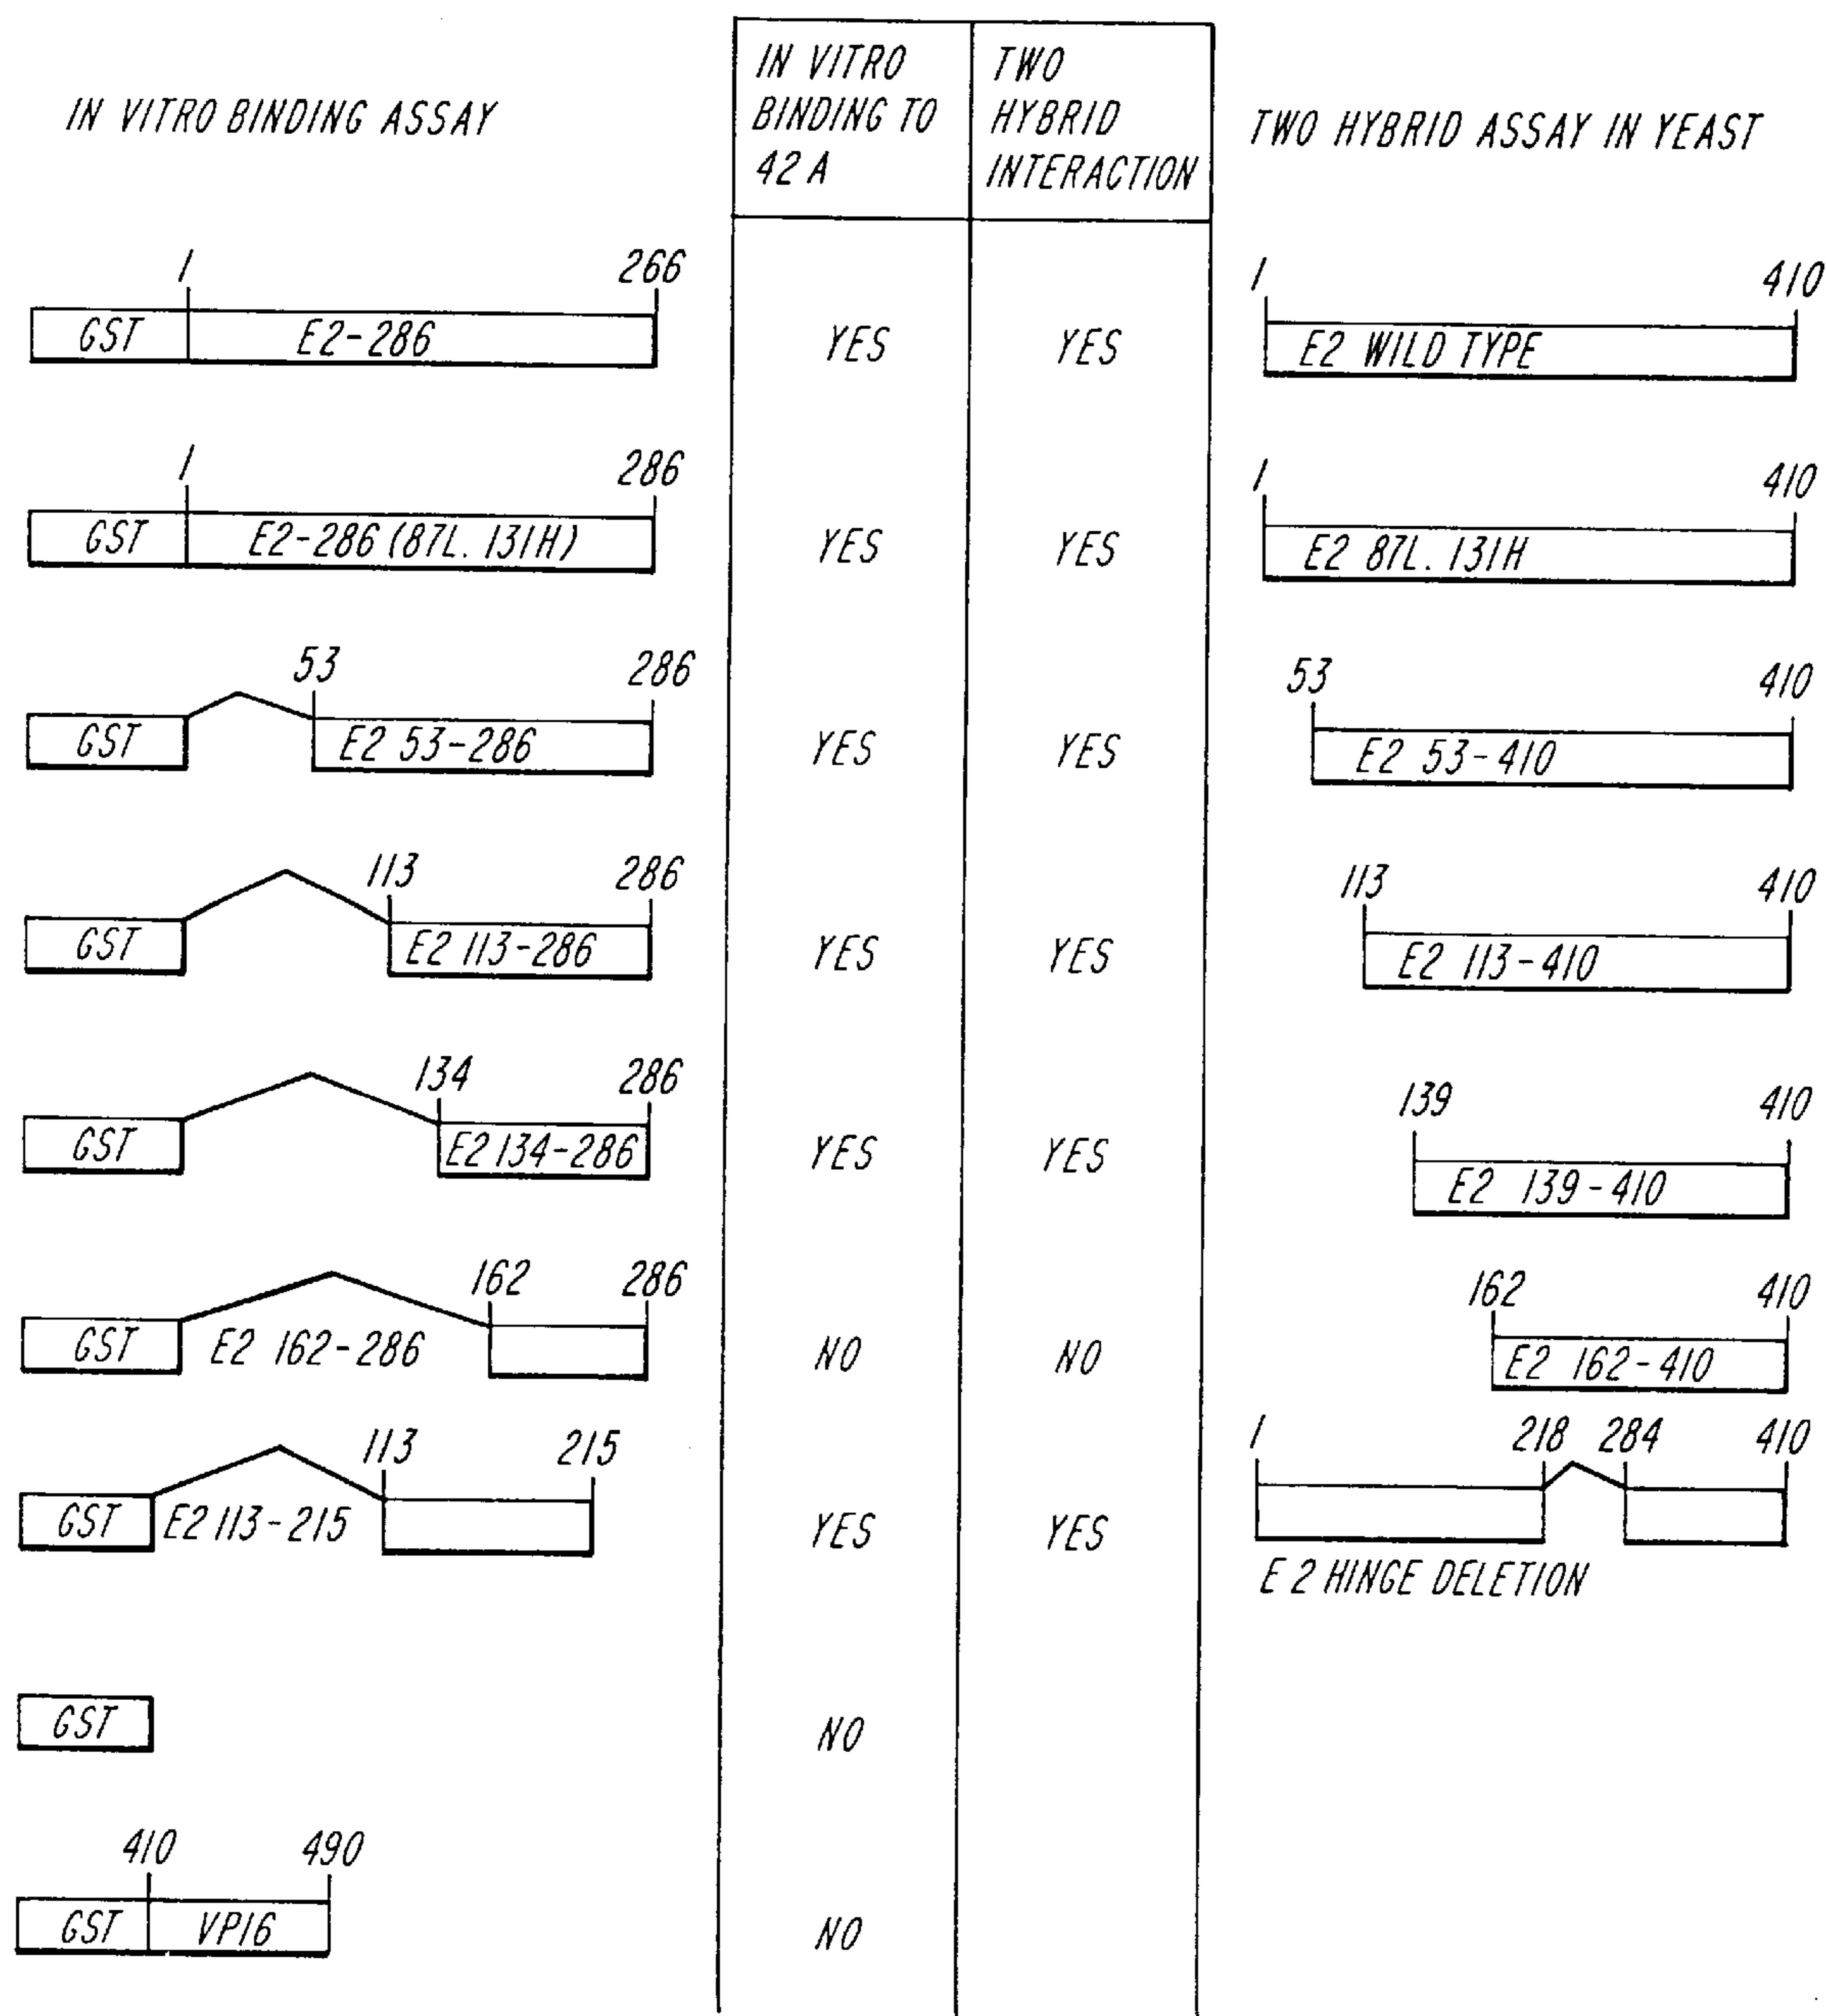 IN VITRO BINDING ASSAY
IN VITRO
BINDING TO
42 A
TWO
HYBRID
INTERACTION
TWO HYBRID ASSAY IN YEAST
1 266
GST E2-286
YES YES
1 410
E2 WILD TYPE
1 286
GST E2-286 (87L. 131H)
YES YES
1 410
E2 87L. 131H
53 286
GST E2 53-286
YES YES
53 410
E2 53-410
113 286
GST E2 113-286
YES YES
113 410
E2 113-410
134 286
GST E2 134-286
YES YES
139 410
E2 139-410
162 286
GST E2 162-286
NO NO
162 410
E2 162-410
113 215
GST E2 113-215
YES YES
1 218 284 410
E 2 HINGE DELETION
GST
NO
410 490
GST VP16
NO